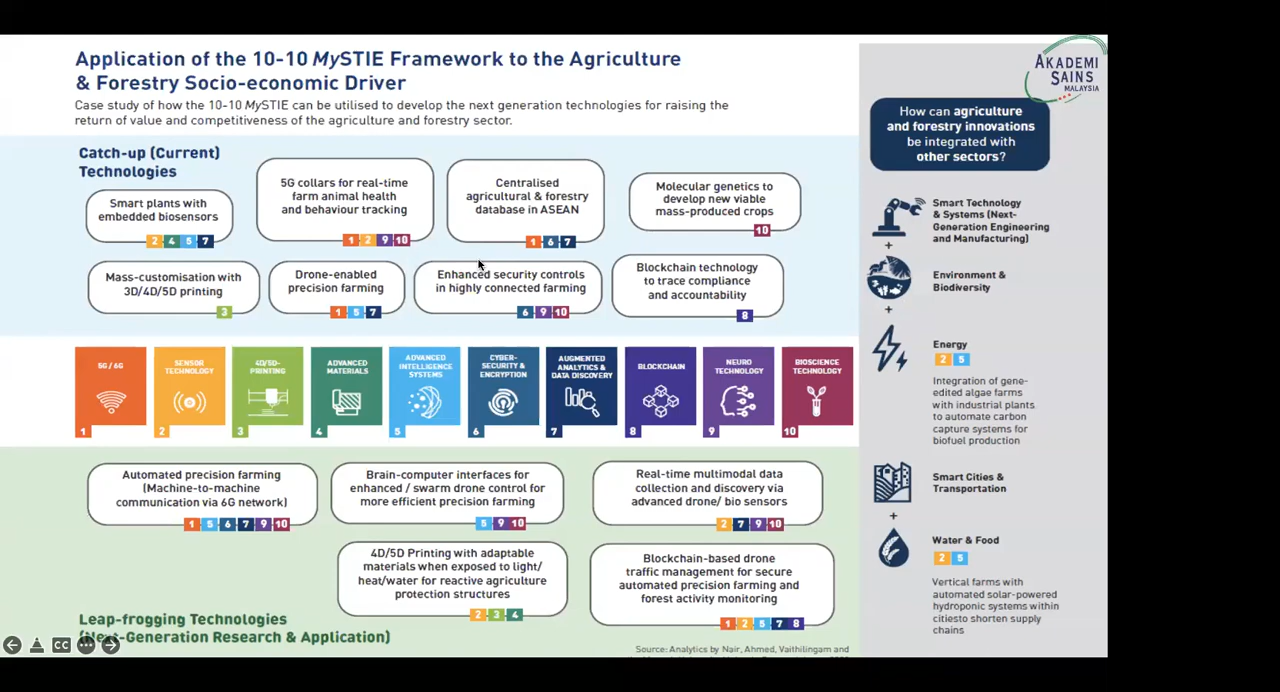 Application of the 10-10 MySTIE Framework to the Agriculture
& Forestry Socio-economic Driver
Case study of how the 10-10 MySTIE can be utilised to develop the next generation technologies for raising the
return of value and competitiveness of the agriculture and forestry sector.
AKADEMI
SAINS
MALAYSIA
How can agriculture
and forestry innovations
be integrated with
other sectors?
Catch-up (Current)
Technologies
Smart plants with
embedded biosensors
2 4 5 7
5G collars for real-time
farm animal health
and behaviour tracking
1 2 9 10
Centralised
agricultural & forestry
database in ASEAN
1 6 7
Molecular genetics to
develop new viable
mass-produced crops
10
Mass-customisation with
3D/4D/5D printing
3
Drone-enabled
precision farming
1 5 7
Enhanced security controls
in highly connected farming
6 9 10
Blockchain technology
to trace compliance
and accountability
8
5G / 6G
1
SENSOR
TECHNOLOGY
2
4D/5D-
PRINTING
3
ADVANCED
MATERIALS
4
ADVANCED
INTELLIGENCE
SYSTEMS
5
CYBER-
SECURITY &
ENCRYPTION
6
AUGMENTED
ANALYTICS &
DATA DISCOVERY
7
BLOCKCHAIN
8
NEURO
TECHNOLOGY
9
BIOSCIENCE
TECHNOLOGY
10
Automated precision farming
(Machine-to-machine
communication via 6G network)
1 5 6 7 9 10
Brain-computer interfaces for
enhanced / swarm drone control for
more efficient precision farming
5 9 10
Real-time multimodal data
collection and discovery via
advanced drone/ bio sensors
2 7 9 10
4D/5D Printing with adaptable
materials when exposed to light/
heat/water for reactive agriculture
protection structures
2 3 4
Blockchain-based drone
traffic management for secure
automated precision farming and
forest activity monitoring
1 2 5 7 8
Leap-frogging Technologies
(Next-Generation Research & Application)
CC
Source: Analytics by Nair, Ahmed, Vaithilingam and
Smart Technology
& Systems (Next-
Generation Engineering
and Manufacturing)
+
Environment &
Biodiversity
+
Energy
2 5
Integration of gene-
edited algae farms
with industrial plants
to automate carbon
capture systems for
biofuel production
Smart Cities &
Transportation
+
Water & Food
2 5
Vertical farms with
automated solar-powered
hydroponic systems within
citiesto shorten supply
chains